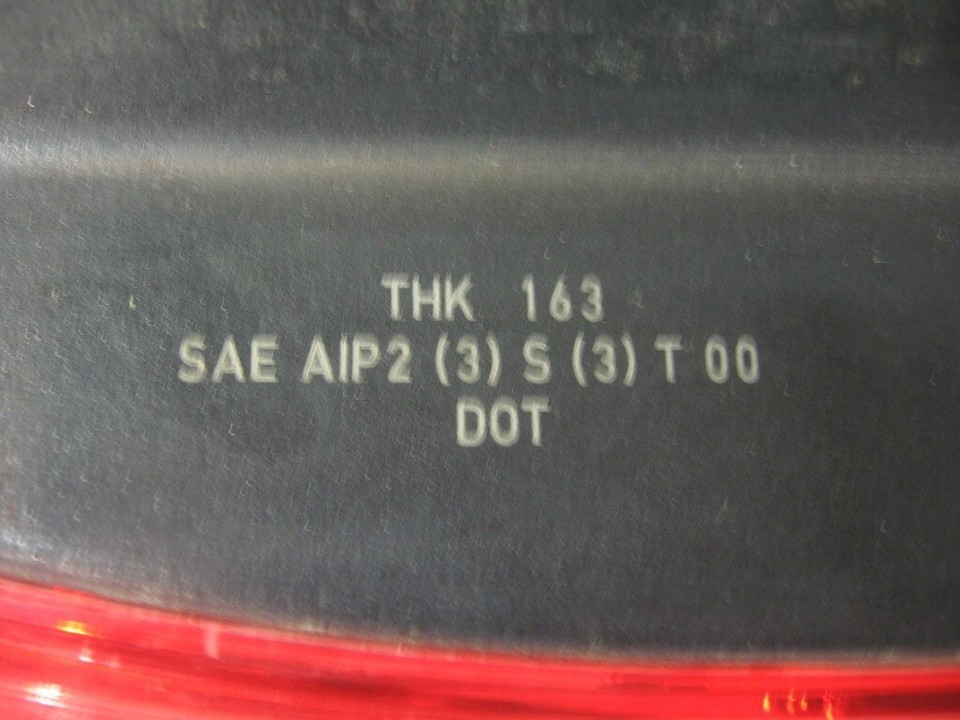 THK 163
SAE AIP2 (3) S (3) T 00
DOT